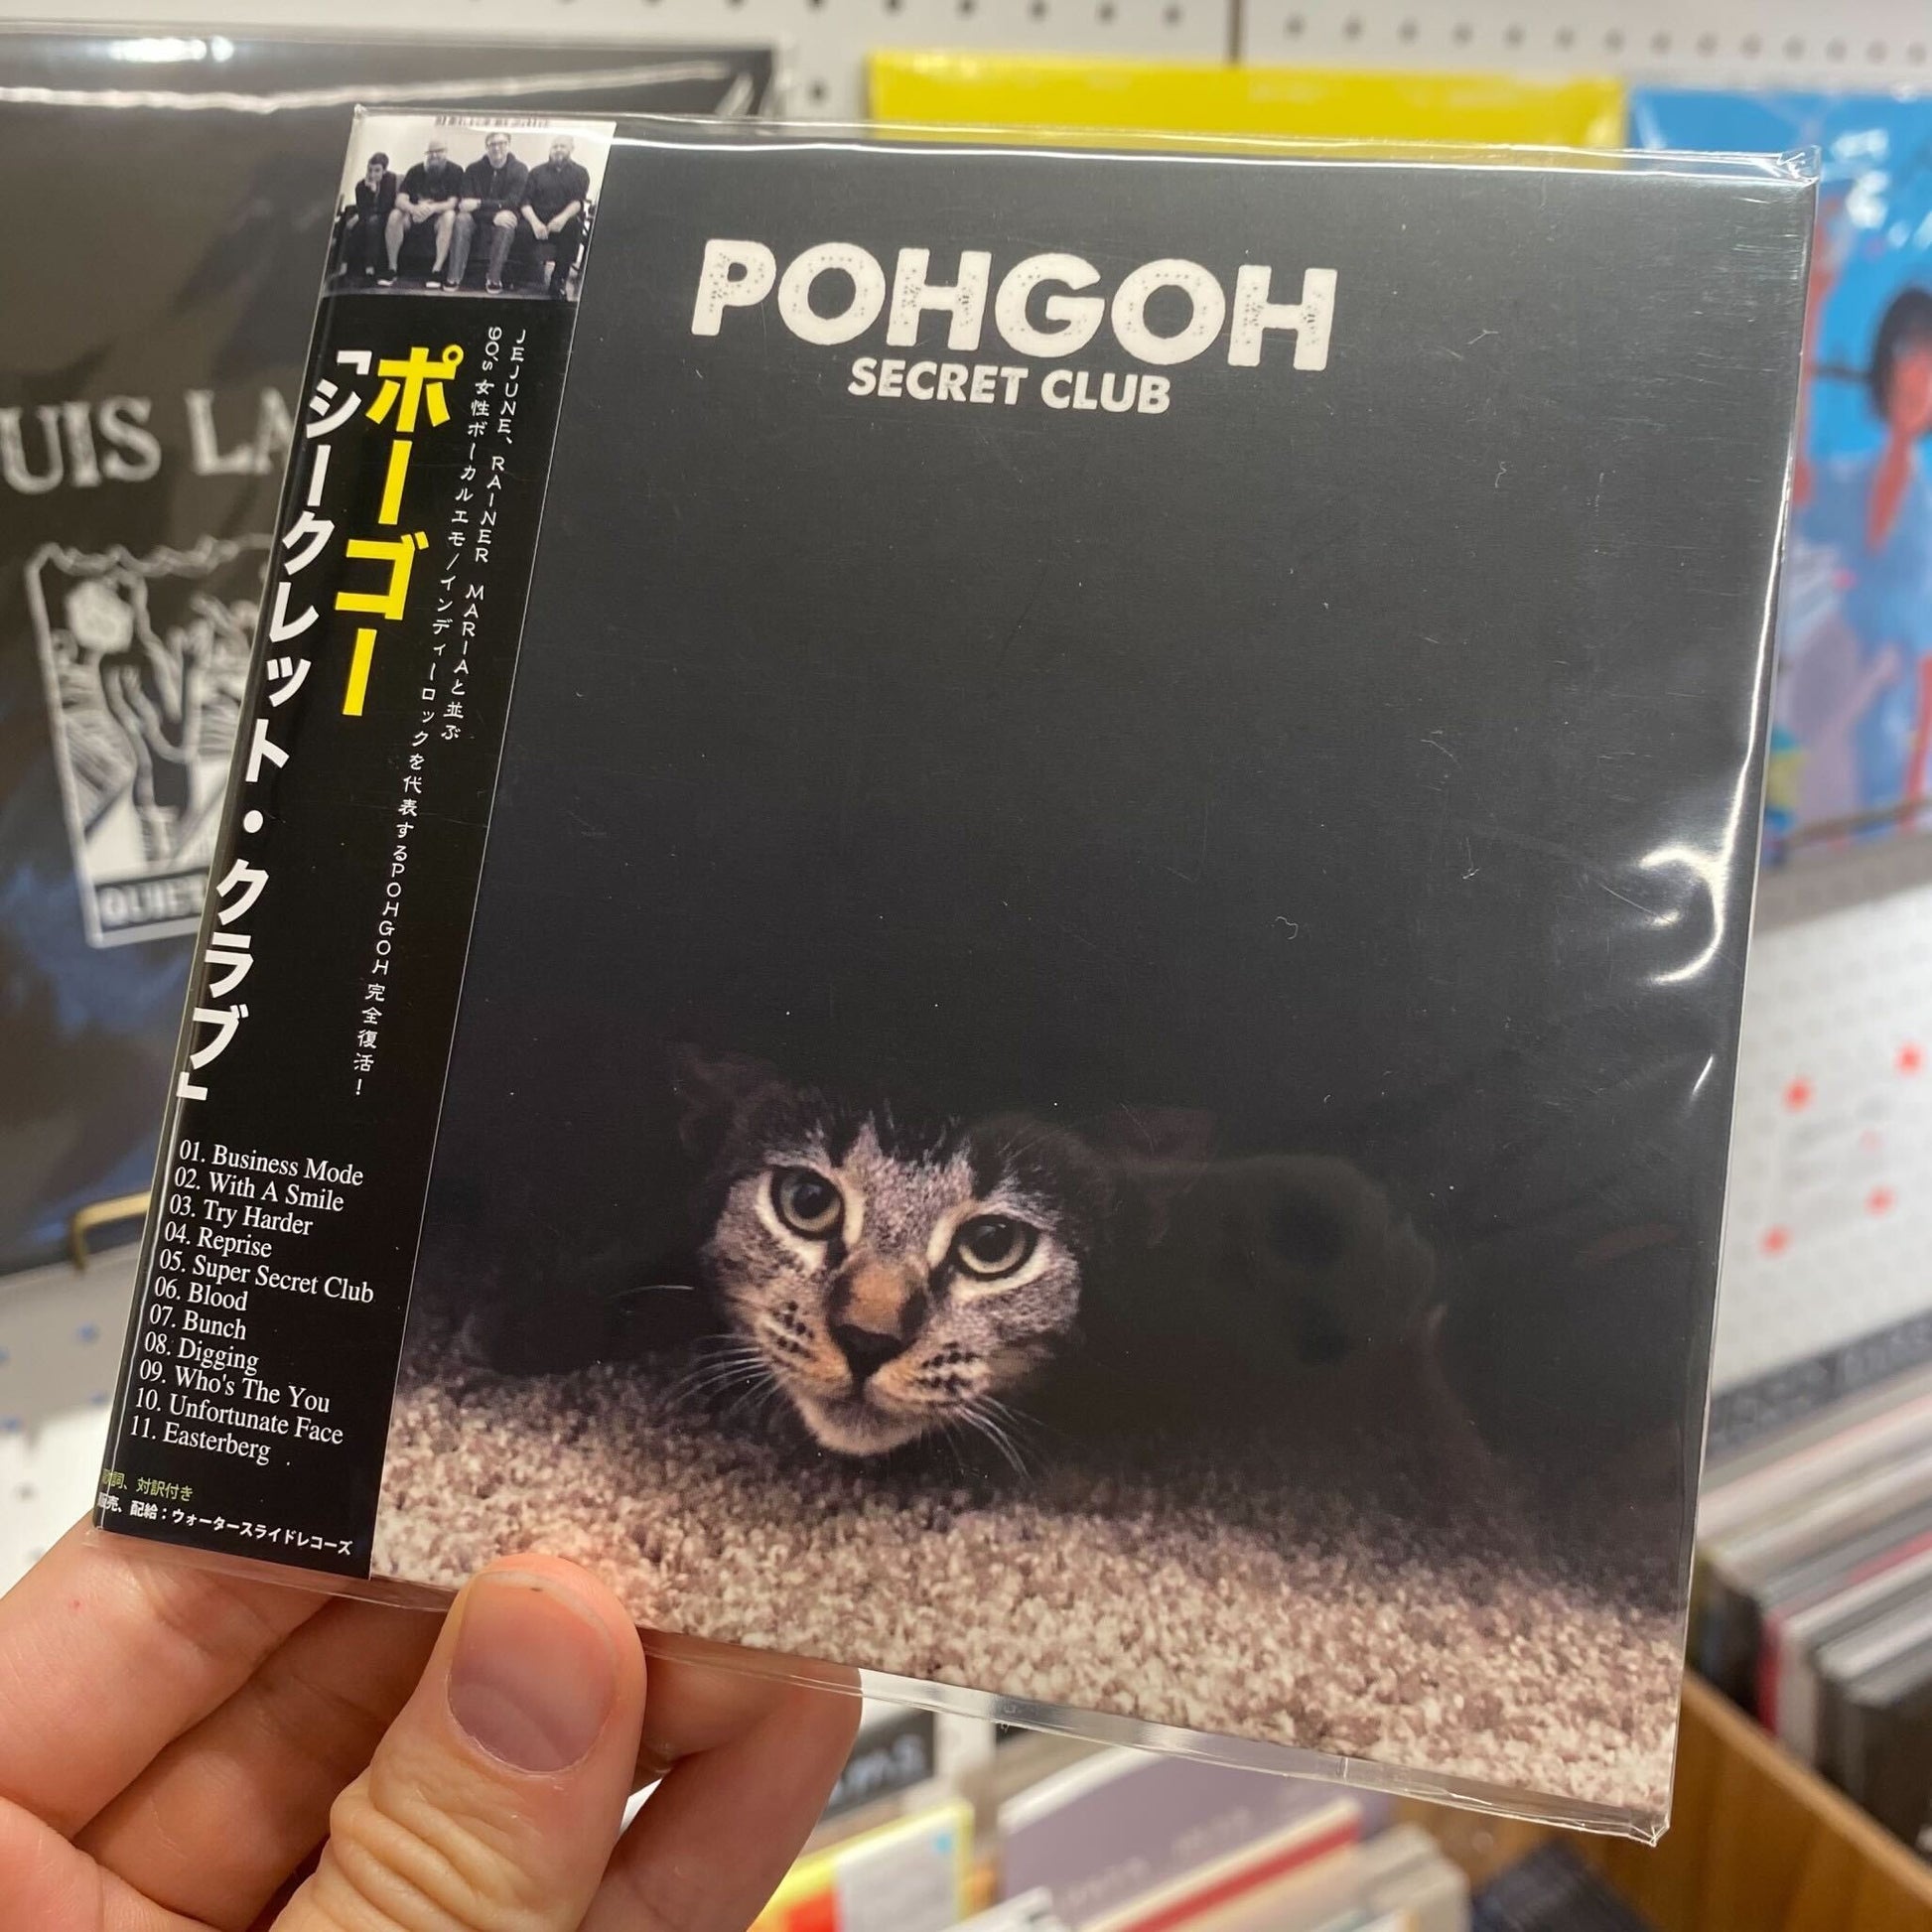 POHGOH
SECRET CLUB
JEJUNE、RAINER MARIAと並ぶ
90's女性ボーカルエモ/インディーロックを代表するPOHGOH完全復活！
ポーゴー
「シークレット・クラブ」
01. Business Mode
02. With A Smile
03. Try Harder
04. Reprise
05. Super Secret Club
06. Blood
07. Bunch
08. Digging
09. Who's The You
10. Unfortunate Face
11. Easterberg
詞、対訳付き
売、配給：ウォータースライドレコーズ
UIS LA
QUIET